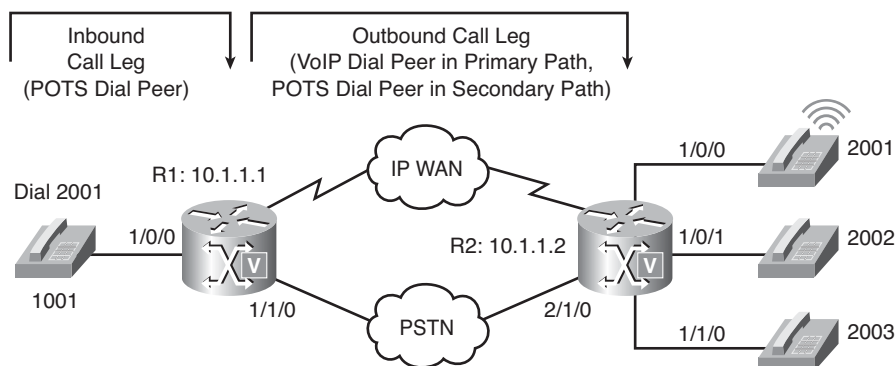 Inbound
Call Leg
(POTS Dial Peer)
Outbound Call Leg
(VoIP Dial Peer in Primary Path,
POTS Dial Peer in Secondary Path)
Dial 2001
1001
1/0/0
R1: 10.1.1.1
V
1/1/0
IP WAN
PSTN
R2: 10.1.1.2
V
2/1/0
1/0/0
2001
1/0/1
2002
1/1/0
2003